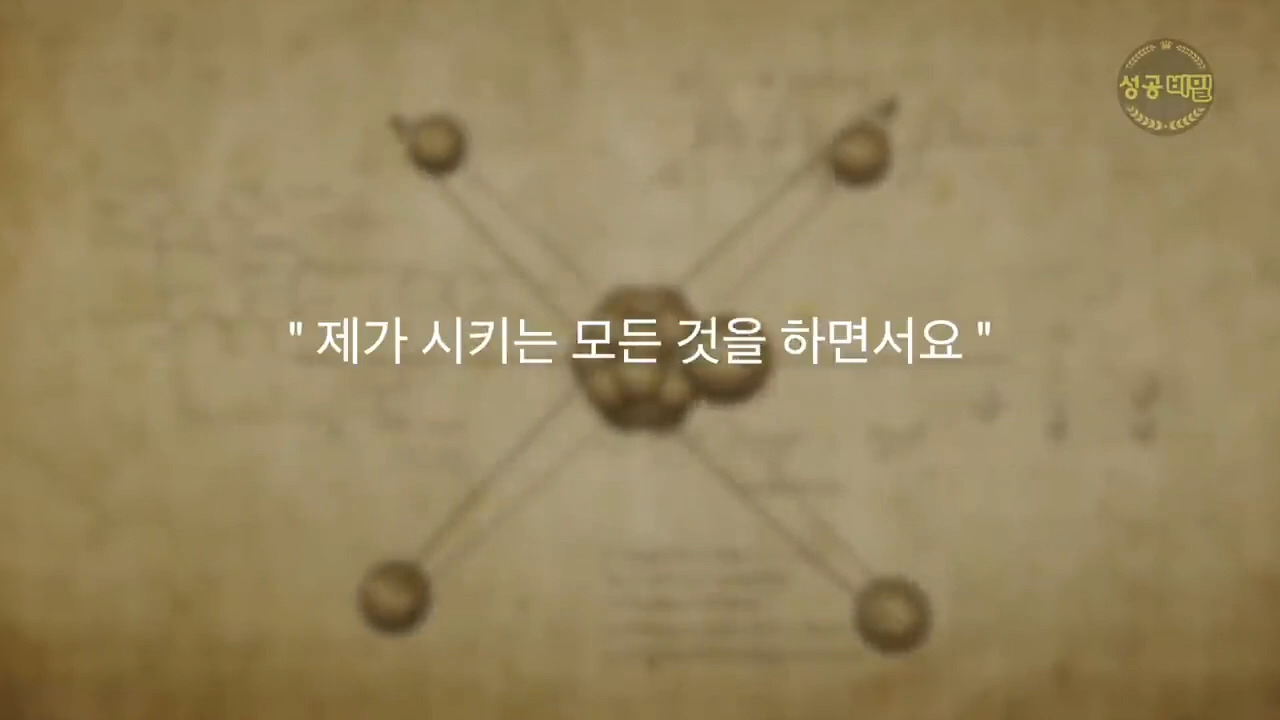 성공비밀
" 제가 시키는 모든 것을 하면서요 "